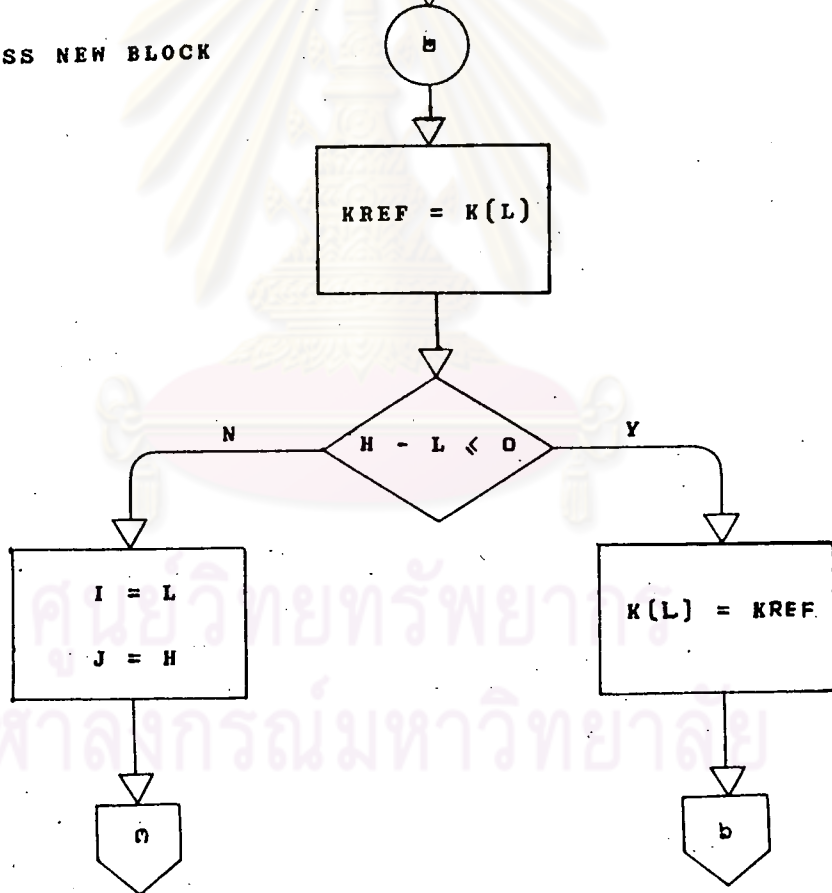 SS NEW BLOCK
๒
KREF = K(L)
H - L ⩽ 0
N
Y
I = L
J = H
K(L) = KREF
๓
๖
ศูนย์วิทยทรัพยากร
ฬาลงกรณ์มหาวิทยาลัย